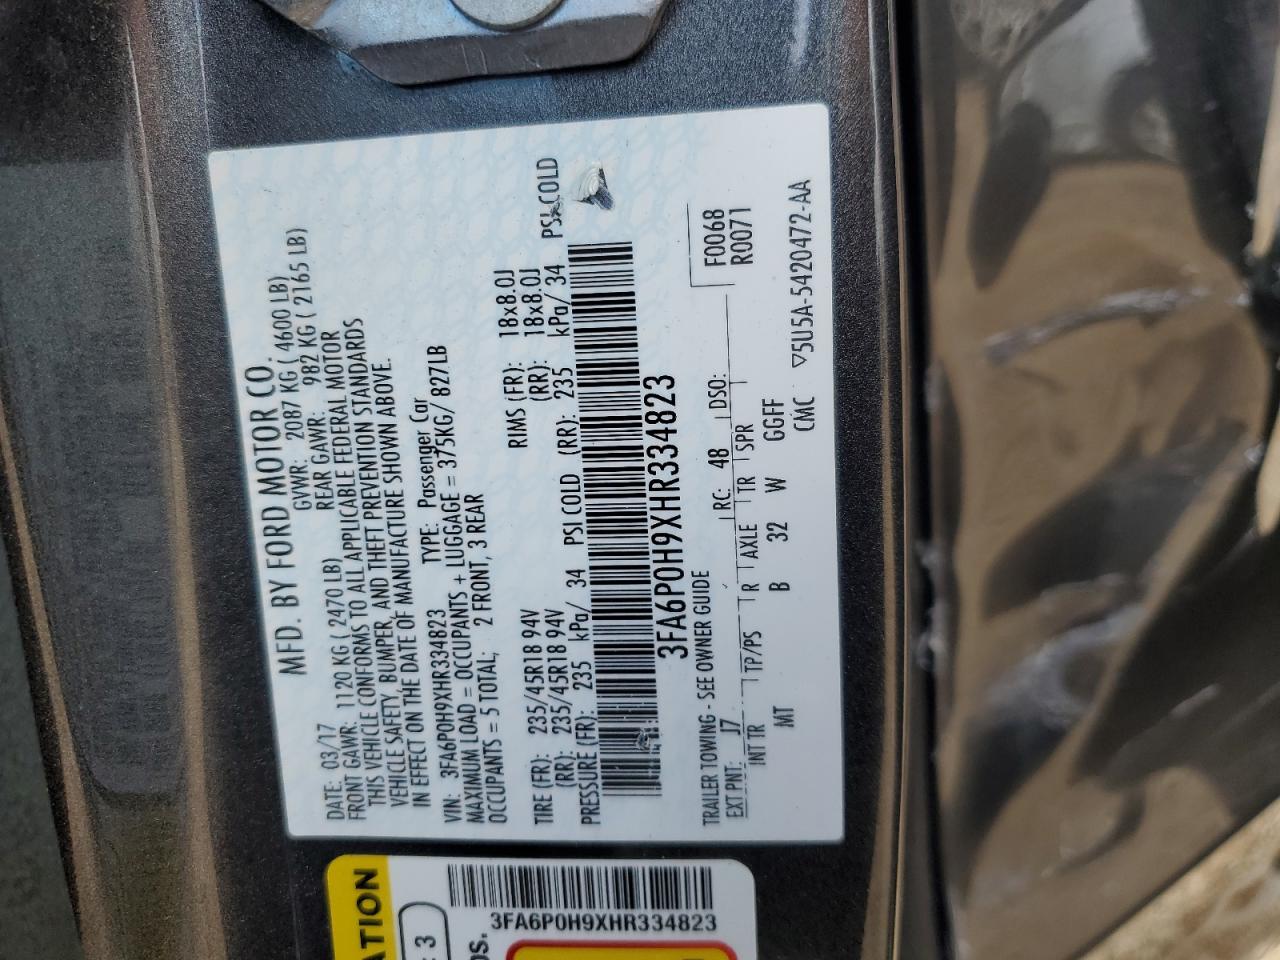 MFD. BY FORD MOTOR CO.
DATE: 03/17 GVWR: 2087 KG ( 4600 LB)
FRONT GAWR: 1120 KG ( 2470 LB) REAR GAWR: 982 KG ( 2165 LB)
THIS VEHICLE CONFORMS TO ALL APPLICABLE FEDERAL MOTOR
VEHICLE SAFETY, BUMPER, AND THEFT PREVENTION STANDARDS
IN EFFECT ON THE DATE OF MANUFACTURE SHOWN ABOVE.
VIN: 3FA6P0H9XHR334823 TYPE: Passenger Car
MAXIMUM LOAD = OCCUPANTS + LUGGAGE = 375KG/ 827LB
OCCUPANTS = 5 TOTAL; 2 FRONT, 3 REAR
TIRE (FR): 235/45R18 94V RIMS (FR): 18x8.0J
(RR): 235/45R18 94V (RR): 18x8.0J
PRESSURE (FR): 235 kPa/ 34 PSI COLD (RR): 235 kPa/ 34 PSI COLD
3FA6P0H9XHR334823
TRAILER TOWING - SEE OWNER GUIDE F0068
EXT PNT: J7 RC: 48 DSO: R0071
INT TR TP/PS R AXLE TR SPR
MT B 32 W GGFF
CMC ▽5U5A-5420472-AA
ATION
: 3
DS.
3FA6P0H9XHR334823